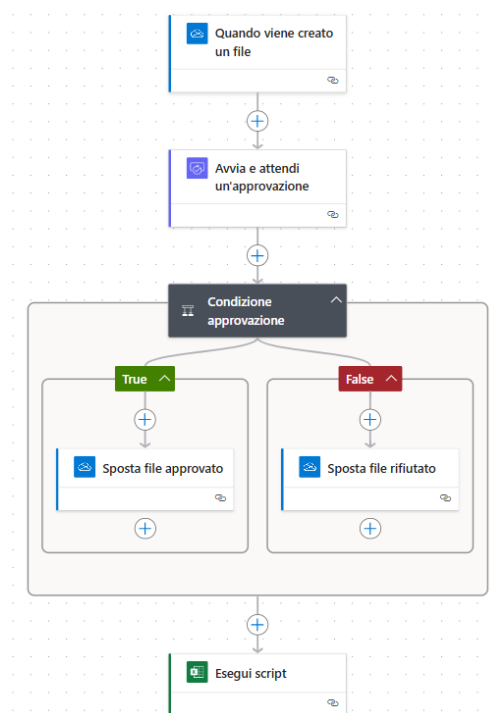 Quando viene creato
un file
Avvia e attendi
un'approvazione
Condizione
approvazione
True
False
Sposta file approvato
Sposta file rifiutato
Esegui script